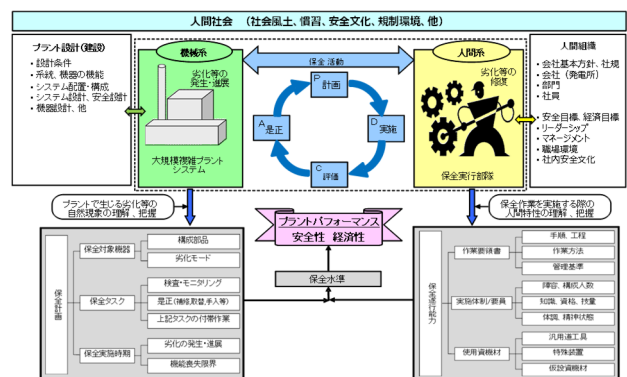 人間社会 （社会風土、慣習、安全文化、規制環境、他）
プラント設計（建設）
・設計条件
・系統、機器の機能
・システム配置・構成
・システム設計、安全設計
・機器設計、他
機械系
劣化等の
発生・進展
大規模複雑プラント
システム
保全 活動
P
計画
D
実施
C
評価
A
是正
人間系
劣化等の
修復
保全実行部隊
人間組織
・会社基本方針、社規
・会社（発電所）
・部門
・社員
・安全目標、経済目標
・リーダーシップ
・マネージメント
・職場環境
・社内安全文化
プラントで生じる劣化等の
自然現象の理解、把握
保全作業を実施する際の
人間特性の理解、把握
プラントパフォーマンス
安全性 経済性
保全水準
保全計画
保全対象機器
構成部品
劣化モード
保全タスク
検査・モニタリング
是正(補修,取替,手入等)
上記タスクの付帯作業
保全実施時期
劣化の発生・進展
機能喪失限界
保全遂行能力
作業要領書
手順、工程
作業方法
管理基準
実施体制/要員
陣容、構成人数
知識、資格、技量
体調、精神状態
使用資機材
汎用道工具
特殊装置
仮設資機材